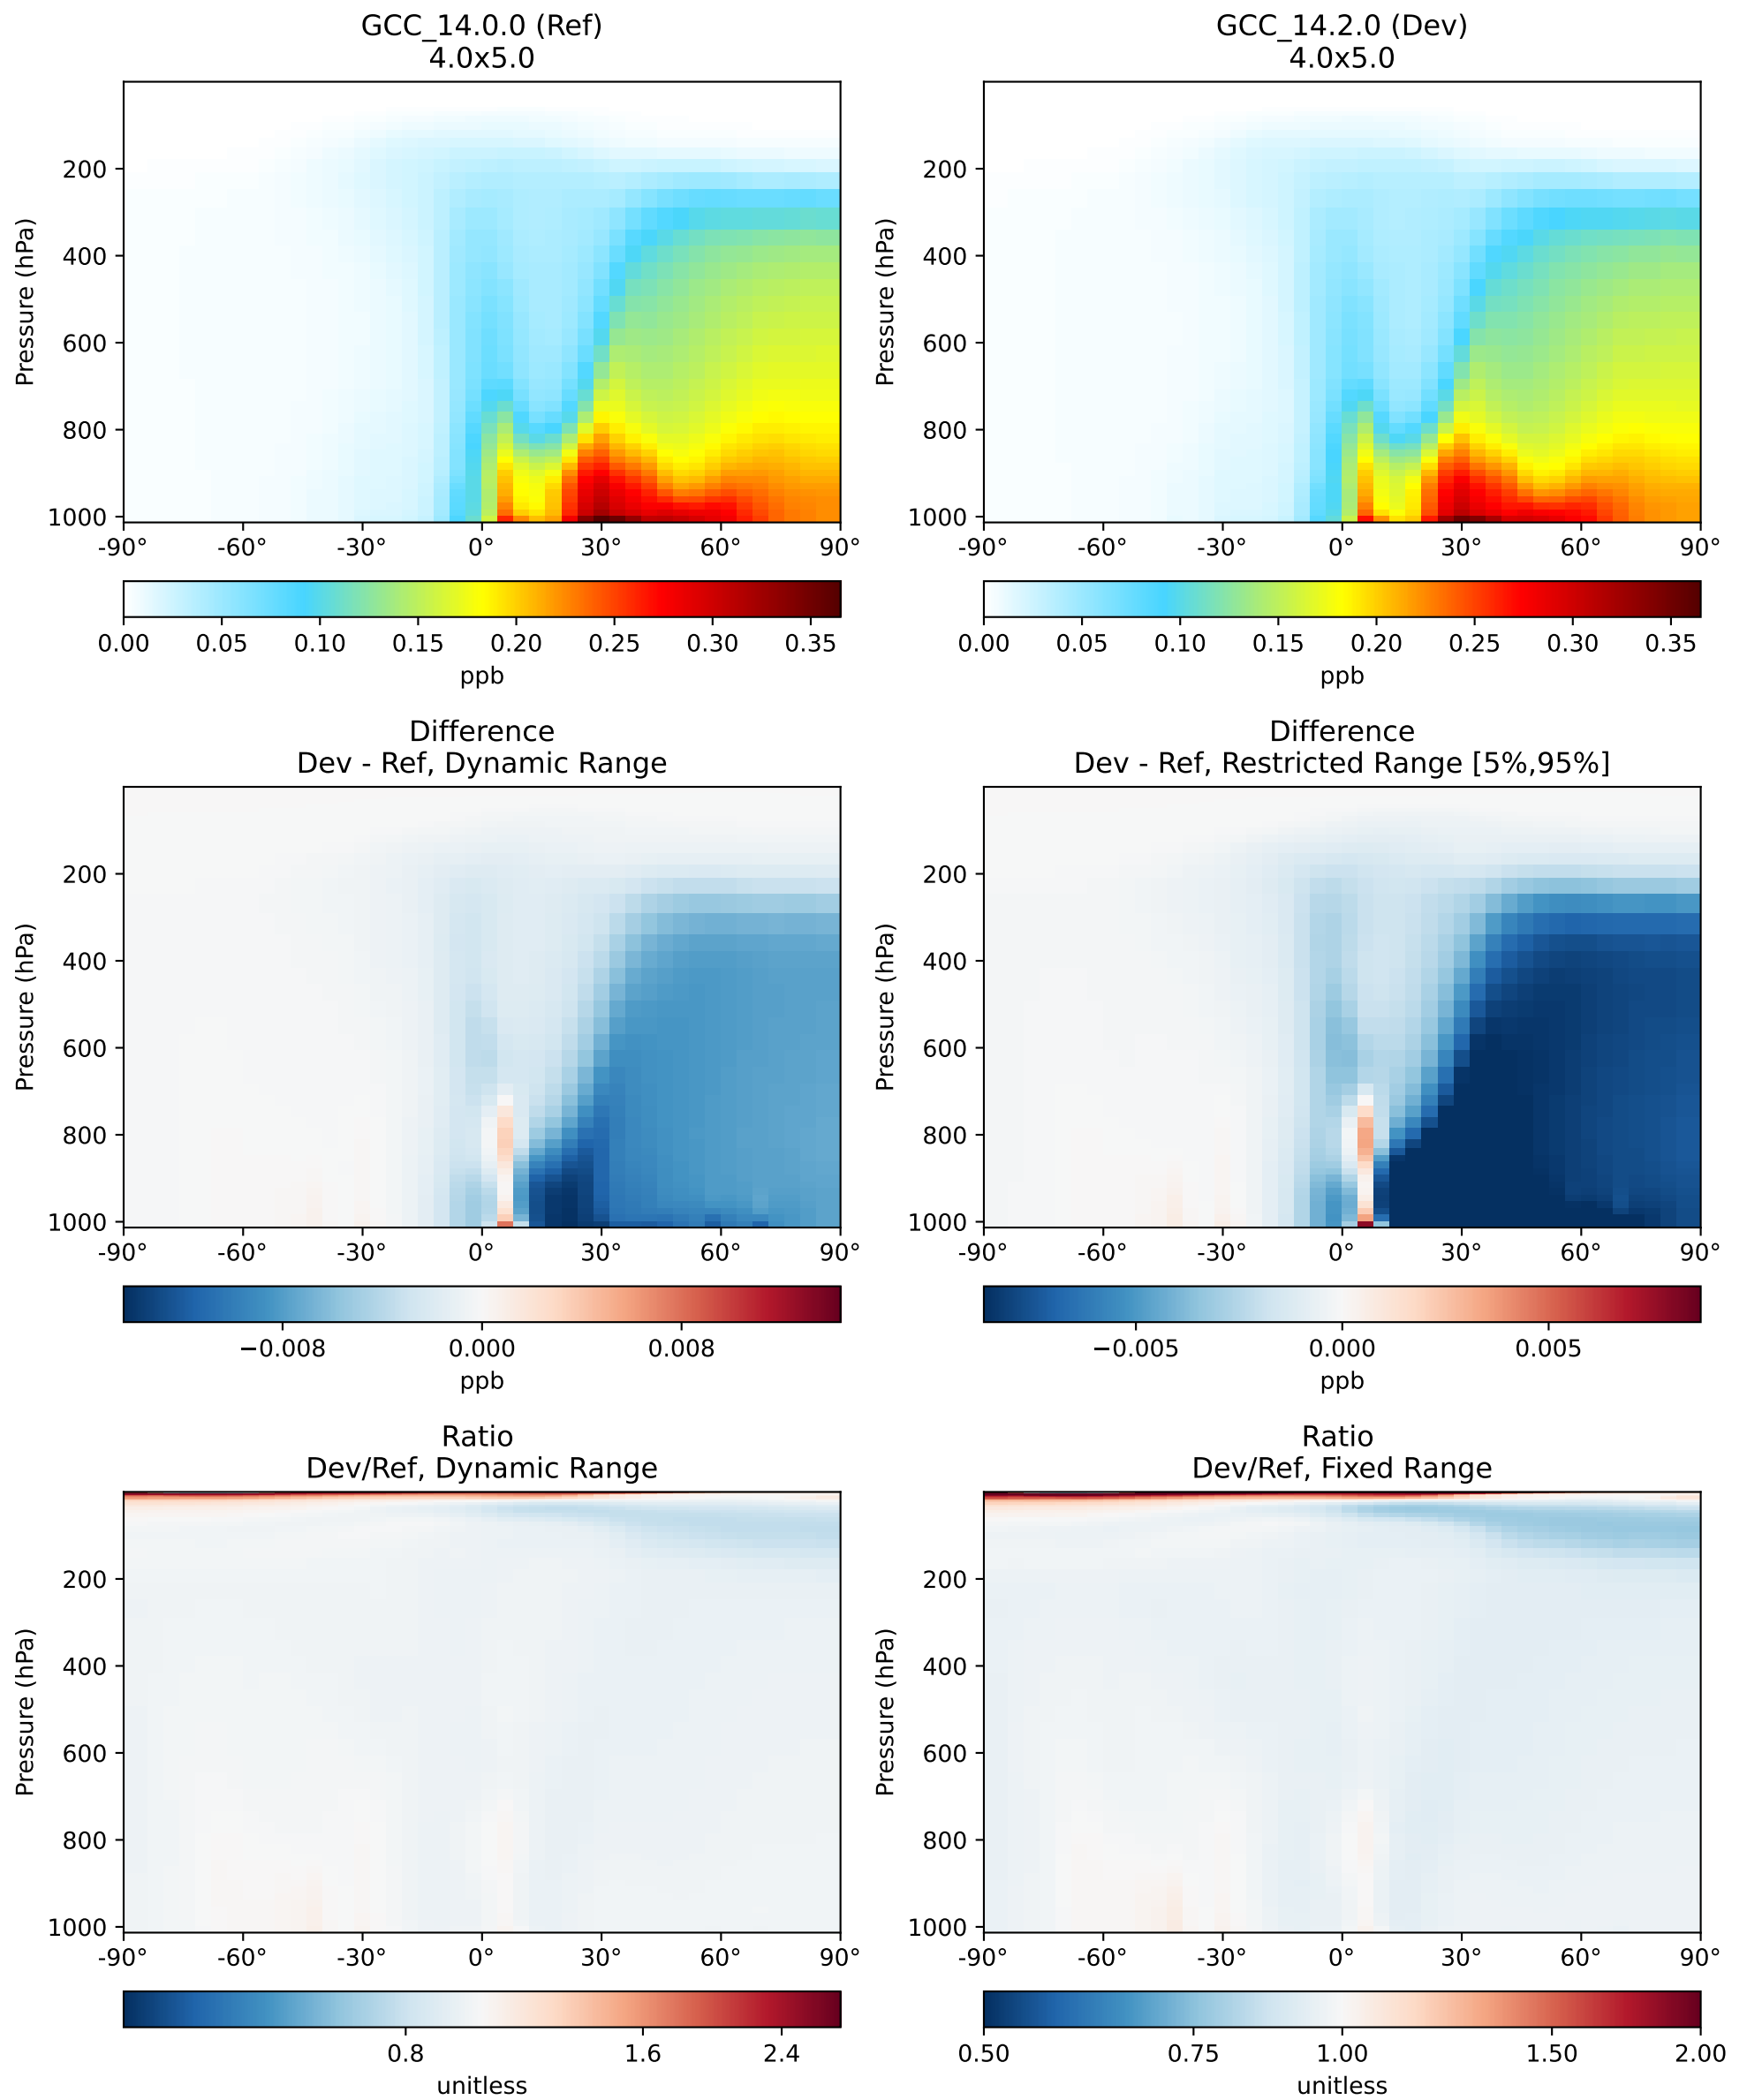 GCC_14.0.0 (Ref)
4.0x5.0
GCC_14.2.0 (Dev)
4.0x5.0
Pressure (hPa)
200
400
600
800
1000
-90° -60° -30° 0° 30° 60° 90°
0.00 0.05 0.10 0.15 0.20 0.25 0.30 0.35
ppb
Pressure (hPa)
200
400
600
800
1000
-90° -60° -30° 0° 30° 60° 90°
0.00 0.05 0.10 0.15 0.20 0.25 0.30 0.35
ppb
Difference
Dev - Ref, Dynamic Range
Pressure (hPa)
200
400
600
800
1000
-90° -60° -30° 0° 30° 60° 90°
−0.008 0.000 0.008
ppb
Difference
Dev - Ref, Restricted Range [5%,95%]
Pressure (hPa)
200
400
600
800
1000
-90° -60° -30° 0° 30° 60° 90°
−0.005 0.000 0.005
ppb
Ratio
Dev/Ref, Dynamic Range
Pressure (hPa)
200
400
600
800
1000
-90° -60° -30° 0° 30° 60° 90°
0.8 1.6 2.4
unitless
Ratio
Dev/Ref, Fixed Range
Pressure (hPa)
200
400
600
800
1000
-90° -60° -30° 0° 30° 60° 90°
0.50 0.75 1.00 1.50 2.00
unitless